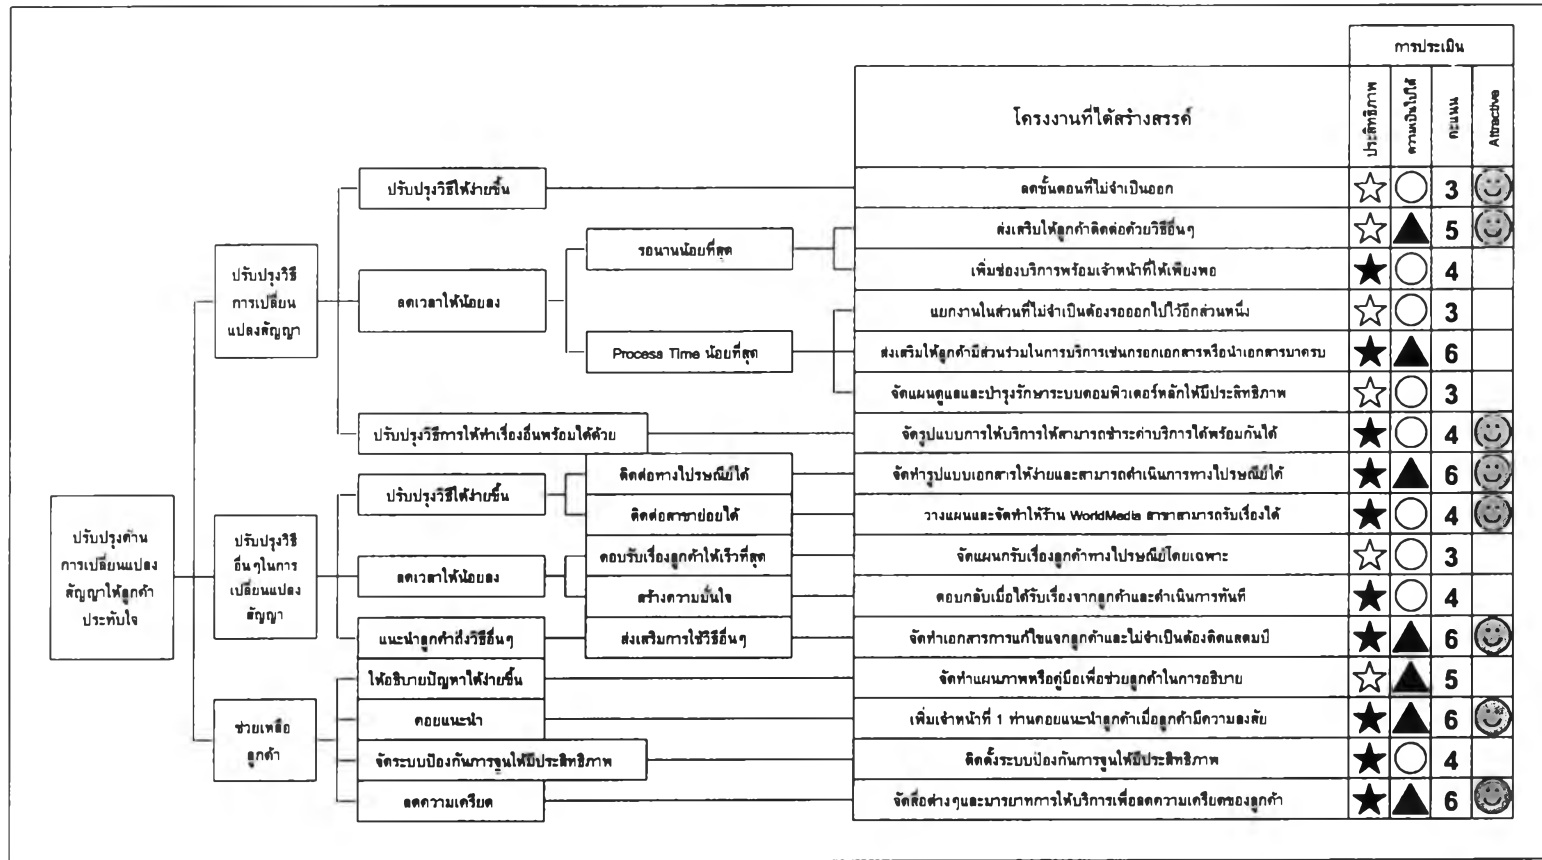 การประเมิน
โครงงานที่ได้สร้างสรรค์
ประสิทธิภาพ
ความเป็นไปได้
คะแนน
Attractive
ปรับปรุงด้าน
การเปลี่ยนแปลง
สัญญาให้ลูกค้า
ประทับใจ
ปรับปรุงวิธี
การเปลี่ยน
แปลงสัญญา
ปรับปรุงวิธีให้ง่ายขึ้น
ลดขั้นตอนที่ไม่จำเป็นออก
3
ลดเวลาให้น้อยลง
รอนานน้อยที่สุด
ส่งเสริมให้ลูกค้าติดต่อด้วยวิธีอื่นๆ
5
เพิ่มช่องบริการพร้อมเจ้าหน้าที่ให้เพียงพอ
4
Process Time น้อยที่สุด
แยกงานในส่วนที่ไม่จำเป็นต้องรอออกไปไว้อีกส่วนหนึ่ง
3
ส่งเสริมให้ลูกค้ามีส่วนร่วมในการบริการเช่นกรอกเอกสารหรือนำเอกสารมาครบ
6
จัดแผนดูแลและบำรุงรักษาระบบคอมพิวเตอร์หลักให้มีประสิทธิภาพ
3
ปรับปรุงวิธีการให้ทำเรื่องอื่นพร้อมได้ด้วย
จัดรูปแบบการให้บริการให้สามารถชำระค่าบริการได้พร้อมกันได้
4
ปรับปรุงวิธี
อื่นๆในการ
เปลี่ยนแปลง
สัญญา
ปรับปรุงวิธีให้ง่ายขึ้น
ติดต่อทางไปรษณีย์ได้
จัดทำรูปแบบเอกสารให้ง่ายและสามารถดำเนินการทางไปรษณีย์ได้
6
ติดต่อสาขาย่อยได้
วางแผนและจัดทำให้ร้าน WorldMedia สาขาสามารถรับเรื่องได้
4
ลดเวลาให้น้อยลง
ตอบรับเรื่องลูกค้าให้เร็วที่สุด
จัดแผนกรับเรื่องลูกค้าทางไปรษณีย์โดยเฉพาะ
3
สร้างความมั่นใจ
ตอบกลับเมื่อได้รับเรื่องจากลูกค้าและดำเนินการทันที
4
แนะนำลูกค้าถึงวิธีอื่นๆ
ส่งเสริมการใช้วิธีอื่นๆ
จัดทำเอกสารการแก้ไขแจกลูกค้าและไม่จำเป็นต้องติดแสตมป์
6
ช่วยเหลือ
ลูกค้า
ให้อธิบายปัญหาได้ง่ายขึ้น
จัดทำแผนภาพหรือคู่มือเพื่อช่วยลูกค้าในการอธิบาย
5
คอยแนะนำ
เพิ่มเจ้าหน้าที่ 1 ท่านคอยแนะนำลูกค้าเมื่อลูกค้ามีความสงสัย
6
จัดระบบป้องกันการจูนให้มีประสิทธิภาพ
ติดตั้งระบบป้องกันการจูนให้มีประสิทธิภาพ
4
ลดความเครียด
จัดสื่อต่างๆและมารยาทการให้บริการเพื่อลดความเครียดของลูกค้า
6